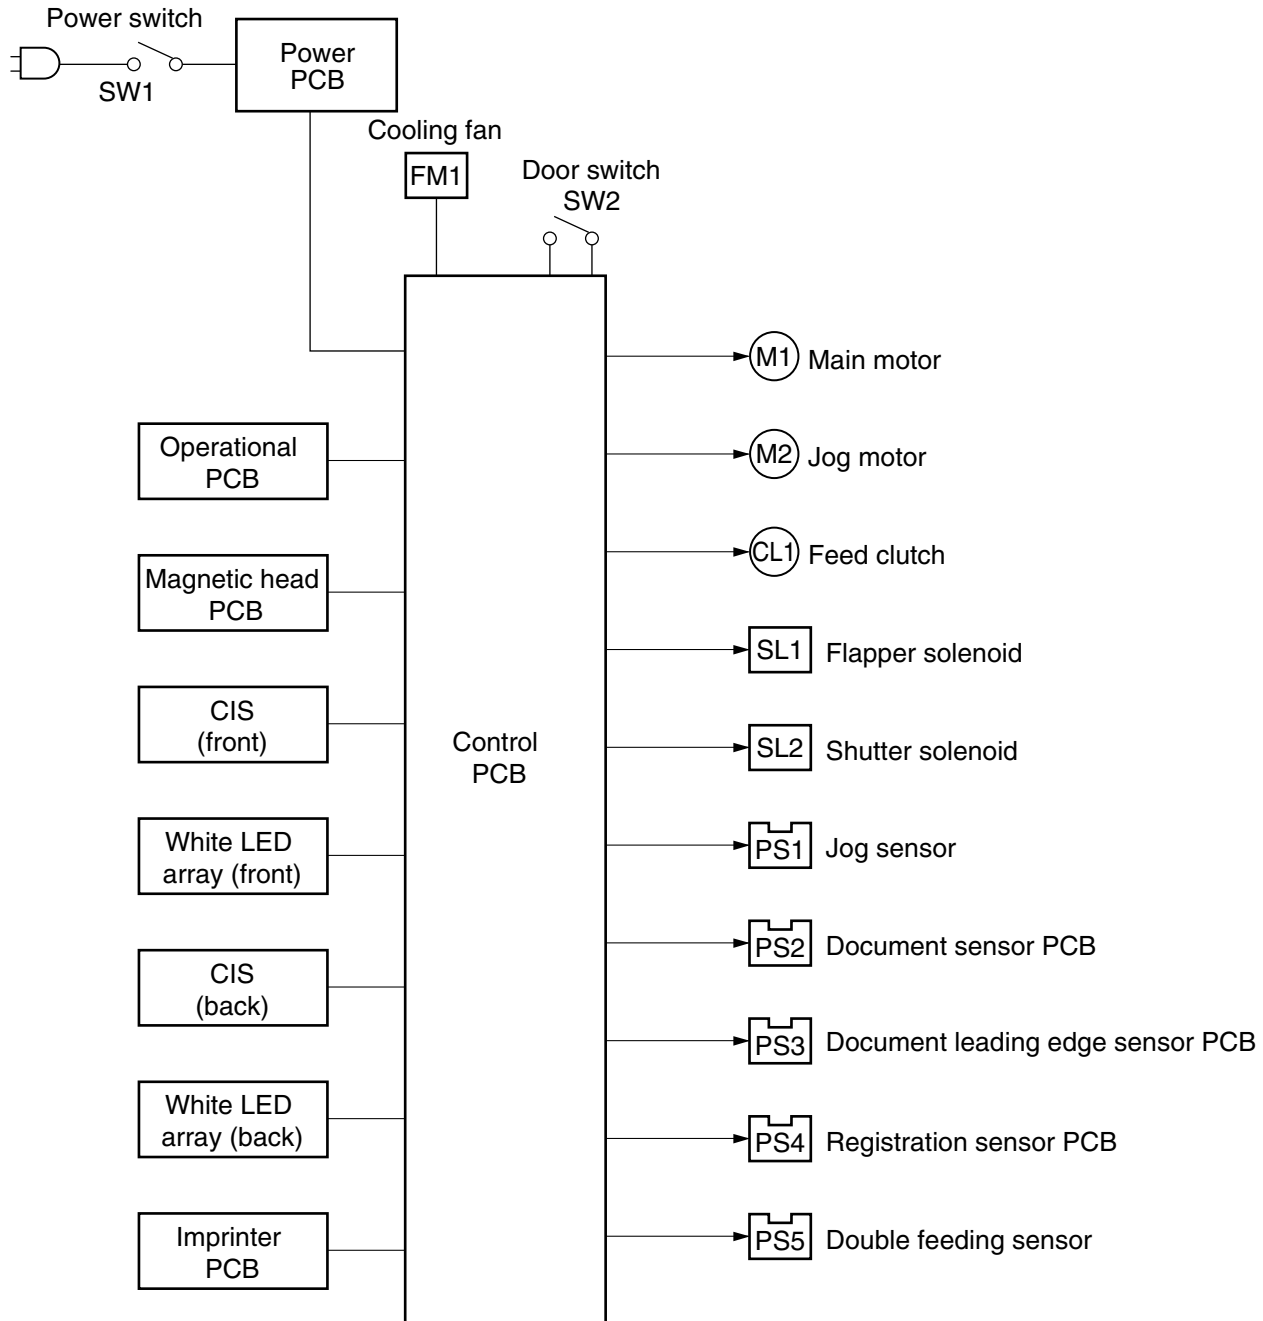 Power switch
SW1
Power
PCB
Cooling fan
FM1
Door switch
SW2
Operational
PCB
Magnetic head
PCB
CIS
(front)
White LED
array (front)
CIS
(back)
White LED
array (back)
Imprinter
PCB
Control
PCB
M1 Main motor
M2 Jog motor
CL1 Feed clutch
SL1 Flapper solenoid
SL2 Shutter solenoid
PS1 Jog sensor
PS2 Document sensor PCB
PS3 Document leading edge sensor PCB
PS4 Registration sensor PCB
PS5 Double feeding sensor